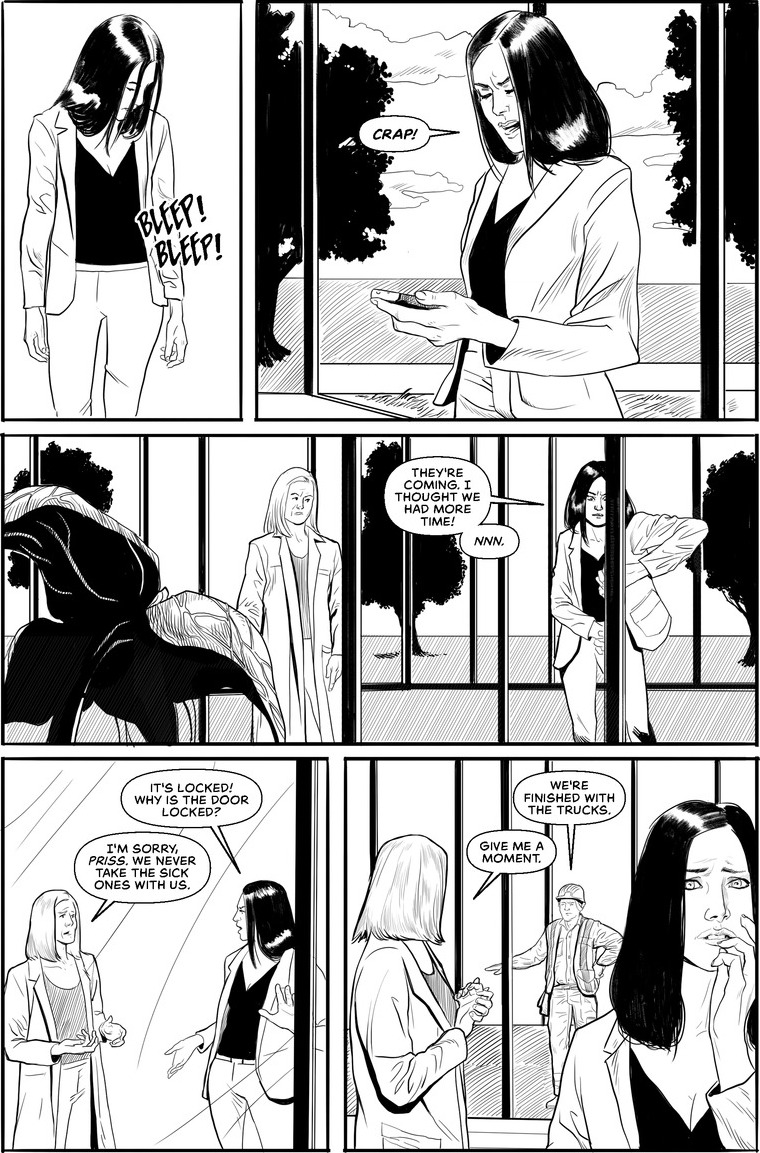 BLEEP!
BLEEP!
CRAP!
THEY'RE
COMING. I
THOUGHT WE
HAD MORE
TIME!
NNN.
IT'S LOCKED!
WHY IS THE DOOR
LOCKED?
I'M SORRY,
PRISS. WE NEVER
TAKE THE SICK
ONES WITH US.
WE'RE
FINISHED WITH
THE TRUCKS.
GIVE ME A
MOMENT.